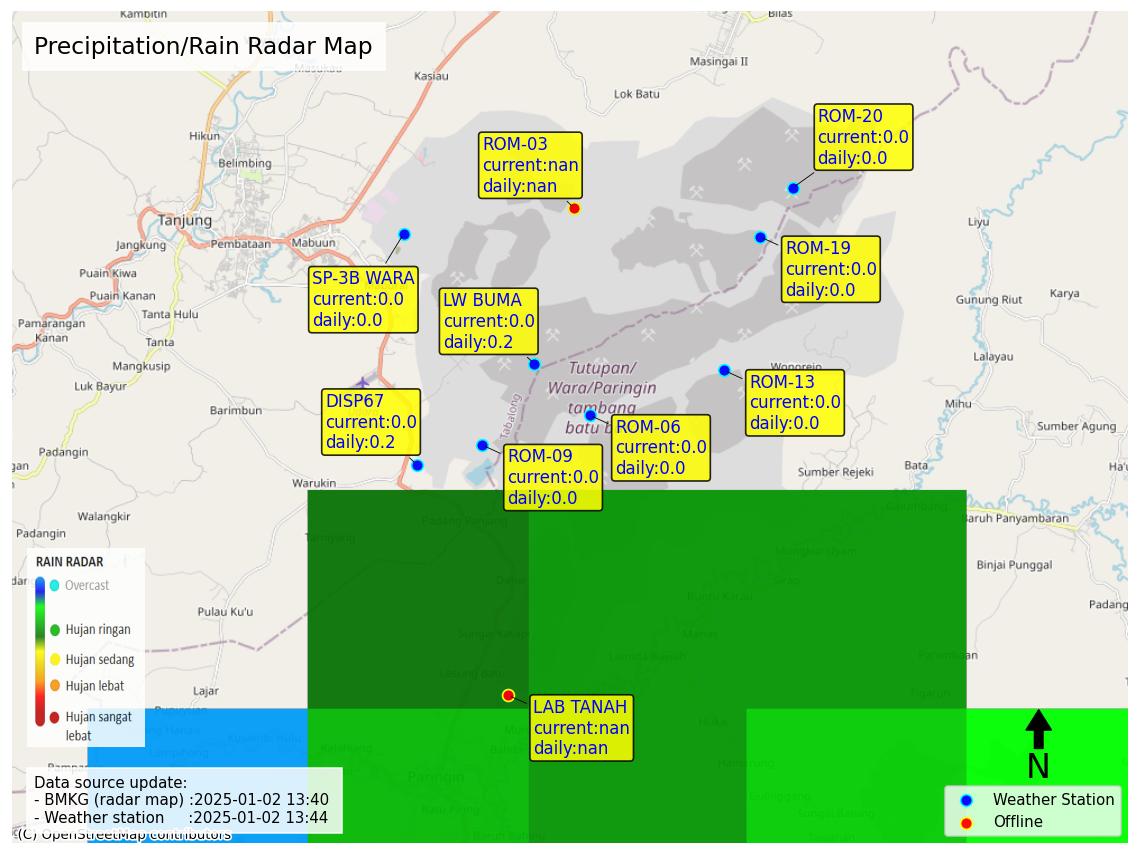 Precipitation/Rain Radar Map
Kambitin
Bilas
Masukau
Kasiau
Masingai II
Lok Batu
Hikun
Belimbing
Tanjung
Jangkung
Pembataan
Mabuun
Puain Kiwa
Puain Kanan
Tanta Hulu
Pamarangan
Kanan
Tanta
Mangkusip
Luk Bayur
Barimbun
Padangin
Warukin
Walangkir
Padangin
Liyu
Gunung Riut
Karya
Lalayau
Wonorejo
Mihu
Sumber Agung
Sumber Rejeki
Bata
Baruh Panyambaran
Binjai Punggal
Padang
Pulau Ku'u
Lajar
Tabalong
Tutupan/
Wara/Paringin
tambang
ROM-03
current:nan
daily:nan
ROM-20
current:0.0
daily:0.0
ROM-19
current:0.0
daily:0.0
SP-3B WARA
current:0.0
daily:0.0
LW BUMA
current:0.0
daily:0.2
ROM-13
current:0.0
daily:0.0
DISP67
current:0.0
daily:0.2
ROM-06
current:0.0
daily:0.0
ROM-09
current:0.0
daily:0.0
Padang Panjang
Paringin
LAB TANAH
current:nan
daily:nan
RAIN RADAR
Overcast
Hujan ringan
Hujan sedang
Hujan lebat
Hujan sangat
lebat
Data source update:
- BMKG (radar map) :2025-01-02 13:40
- Weather station :2025-01-02 13:44
(C) OpenStreetMap contributors
N
Weather Station
Offline